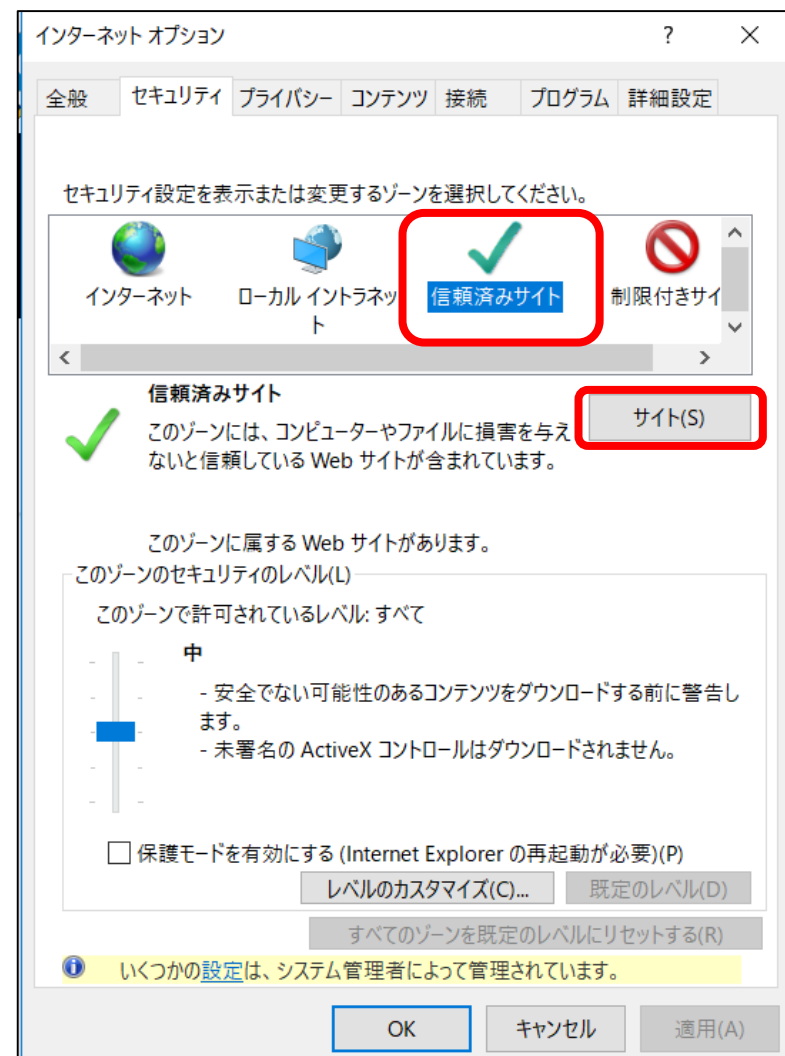 インターネット オプション ?
全般 セキュリティ プライバシー コンテンツ 接続 プログラム 詳細設定
セキュリティ設定を表示または変更するゾーンを選択してください。
インターネット
ローカル イントラネッ
ト
信頼済みサイト
制限付きサイ
信頼済みサイト
サイト(S)
このゾーンには、コンピューターやファイルに損害を与え
ないと信頼している Web サイトが含まれています。
このゾーンに属する Web サイトがあります。
このゾーンのセキュリティのレベル(L)
このゾーンで許可されているレベル: すべて
中
- 安全でない可能性のあるコンテンツをダウンロードする前に警告し
ます。
- 未署名の ActiveX コントロールはダウンロードされません。
保護モードを有効にする (Internet Explorer の再起動が必要)(P)
レベルのカスタマイズ(C)... 既定のレベル(D)
すべてのゾーンを既定のレベルにリセットする(R)
いくつかの設定は、システム管理者によって管理されています。
OK キャンセル 適用(A)